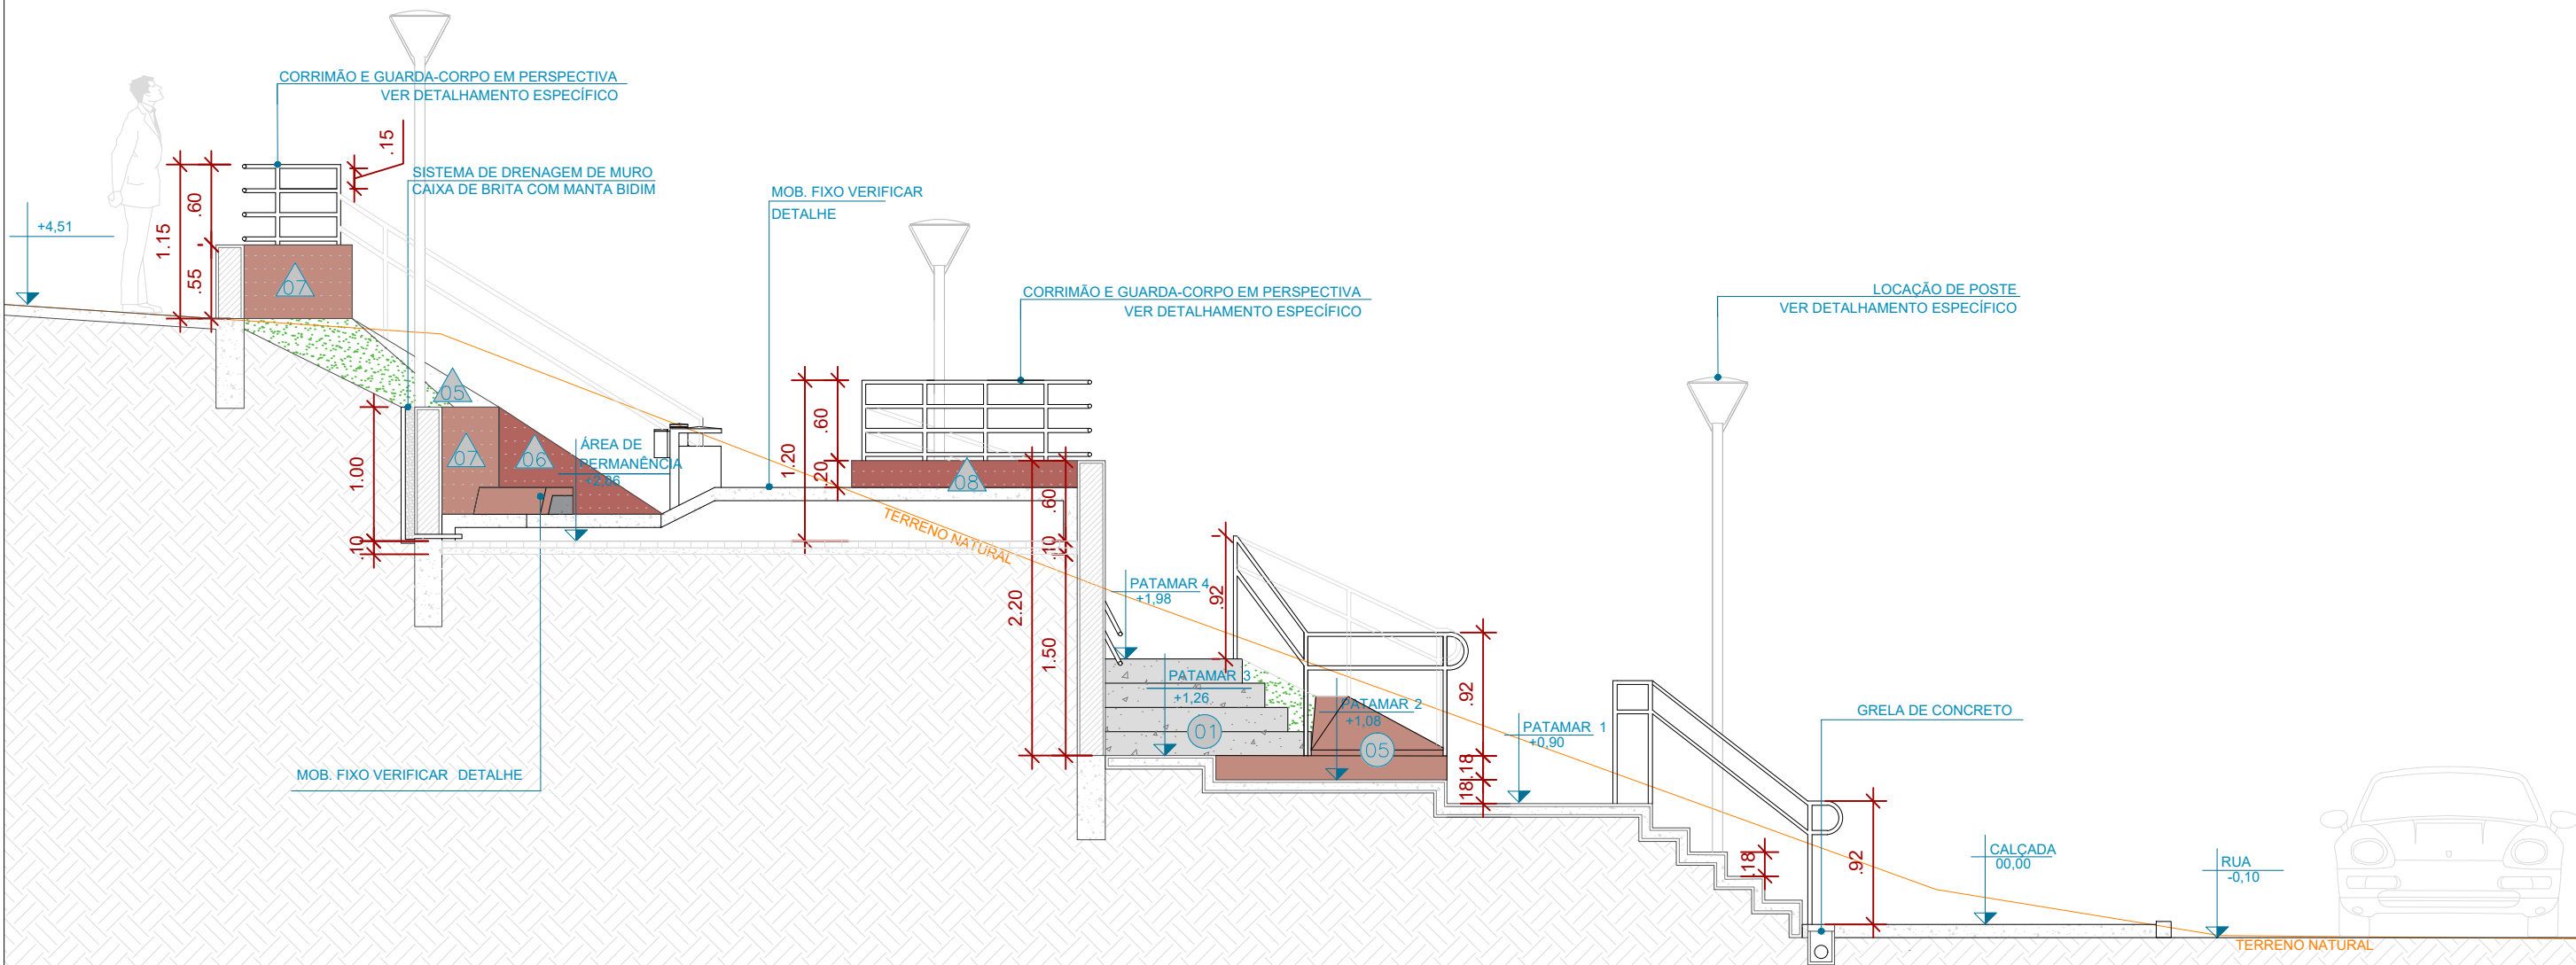 CORRIMÃO E GUARDA-CORPO EM PERSPECTIVA
VER DETALHAMENTO ESPECÍFICO
.15
SISTEMA DE DRENAGEM DE MURO
CAIXA DE BRITA COM MANTA BIDIM
MOB. FIXO VERIFICAR
DETALHE
+4,51
1.15
.60
.55
07
CORRIMÃO E GUARDA-CORPO EM PERSPECTIVA
VER DETALHAMENTO ESPECÍFICO
LOCAÇÃO DE POSTE
VER DETALHAMENTO ESPECÍFICO
05
07
06
ÁREA DE
PERMANÊNCIA
+2,86
1.00
.10
1.20
.60
.20
08
TERRENO NATURAL
2.20
.60
.10
1.50
PATAMAR 4
+1,98
.92
PATAMAR 3
+1,26
01
PATAMAR 2
+1,08
05
.92
.18
.18
PATAMAR 1
+0,90
GRELA DE CONCRETO
MOB. FIXO VERIFICAR DETALHE
.18
.92
CALÇADA
00,00
RUA
-0,10
TERRENO NATURAL